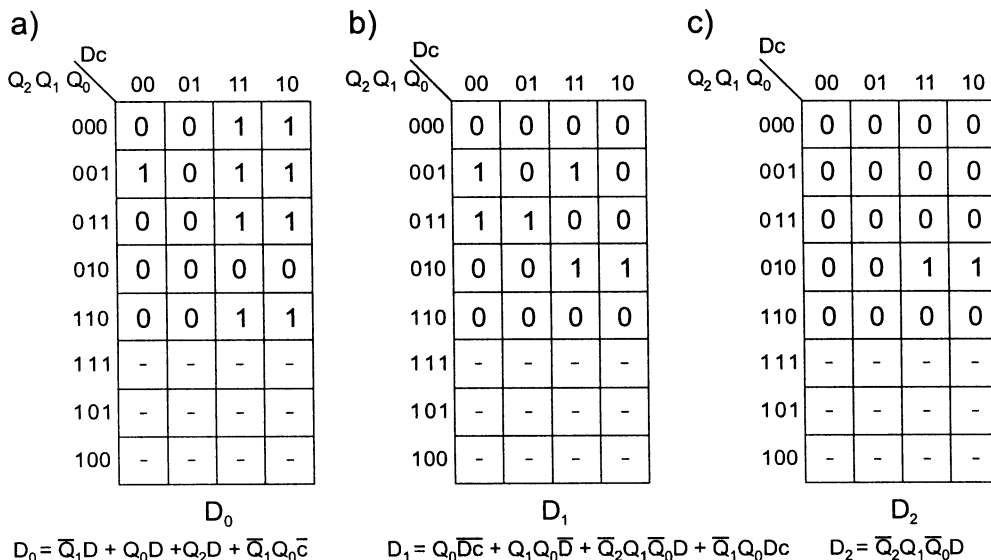 a) b) c)
Dc Dc Dc
Q₂ Q₁ Q₀ 00 01 11 10 Q₂ Q₁ Q₀ 00 01 11 10 Q₂ Q₁ Q₀ 00 01 11 10
000 0 0 1 1 000 0 0 0 0 000 0 0 0 0
001 1 0 1 1 001 1 0 1 0 001 0 0 0 0
011 0 0 1 1 011 1 1 0 0 011 0 0 0 0
010 0 0 0 0 010 0 0 1 1 010 0 0 1 1
110 0 0 1 1 110 0 0 0 0 110 0 0 0 0
111 - - - - 111 - - - - 111 - - - -
101 - - - - 101 - - - - 101 - - - -
100 - - - - 100 - - - - 100 - - - -
D₀ D₁ D₂
D₀ = Q̅₁D + Q₀D +Q₂D + Q̅₁Q₀c̅ D₁ = Q₀D̅c̅ + Q₁Q₀D̅ + Q̅₂Q₁Q̅₀D + Q̅₁Q₀Dc D₂ = Q̅₂Q₁Q̅₀D